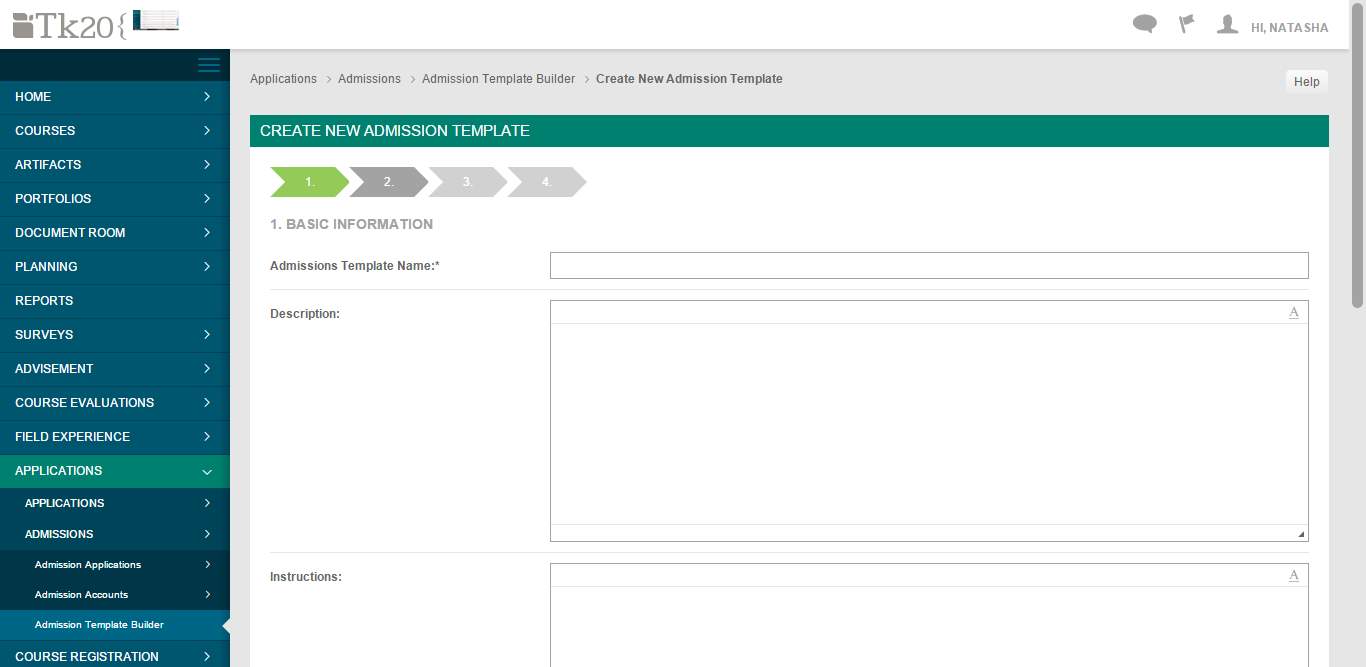 Tk20{
HI, NATASHA
HOME
COURSES
ARTIFACTS
PORTFOLIOS
DOCUMENT ROOM
PLANNING
REPORTS
SURVEYS
ADVISEMENT
COURSE EVALUATIONS
FIELD EXPERIENCE
APPLICATIONS
APPLICATIONS
ADMISSIONS
Admission Applications
Admission Accounts
Admission Template Builder
COURSE REGISTRATION
Applications > Admissions > Admission Template Builder > Create New Admission Template
Help
CREATE NEW ADMISSION TEMPLATE
1. 2. 3. 4.
1. BASIC INFORMATION
Admissions Template Name:*
Description:
A
Instructions:
A